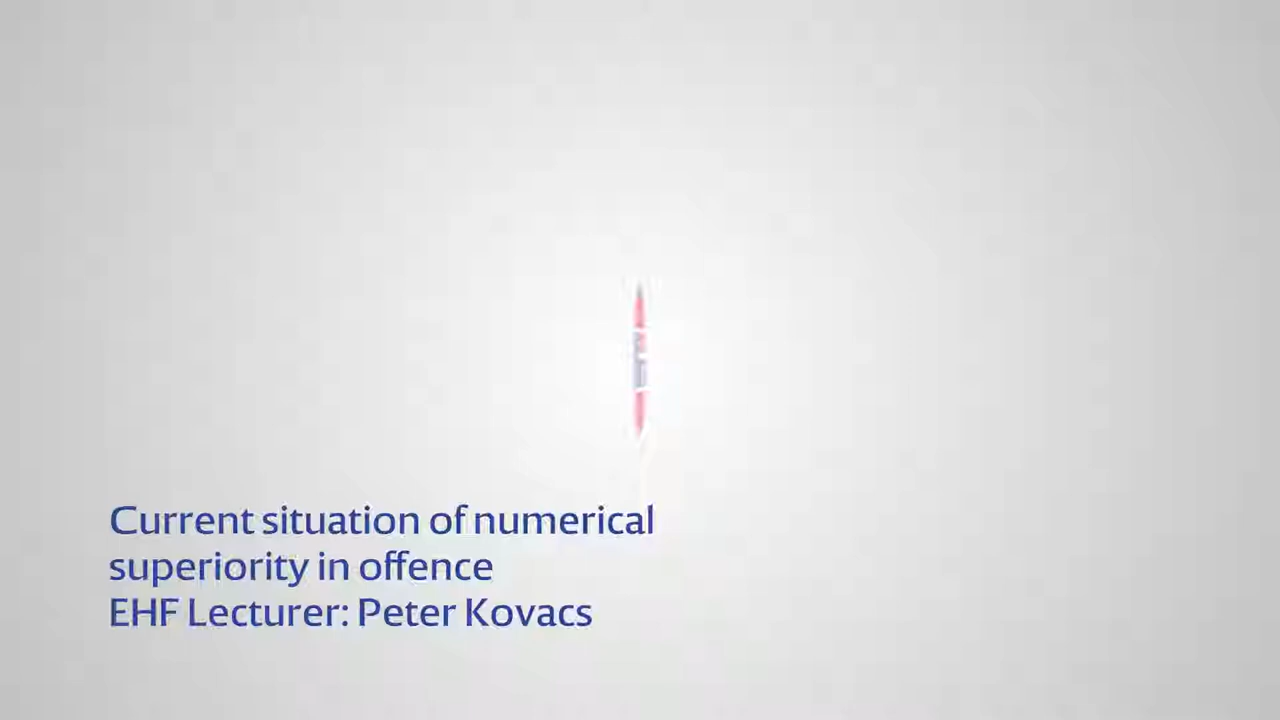 Current situation of numerical
superiority in offence
EHF Lecturer: Peter Kovacs